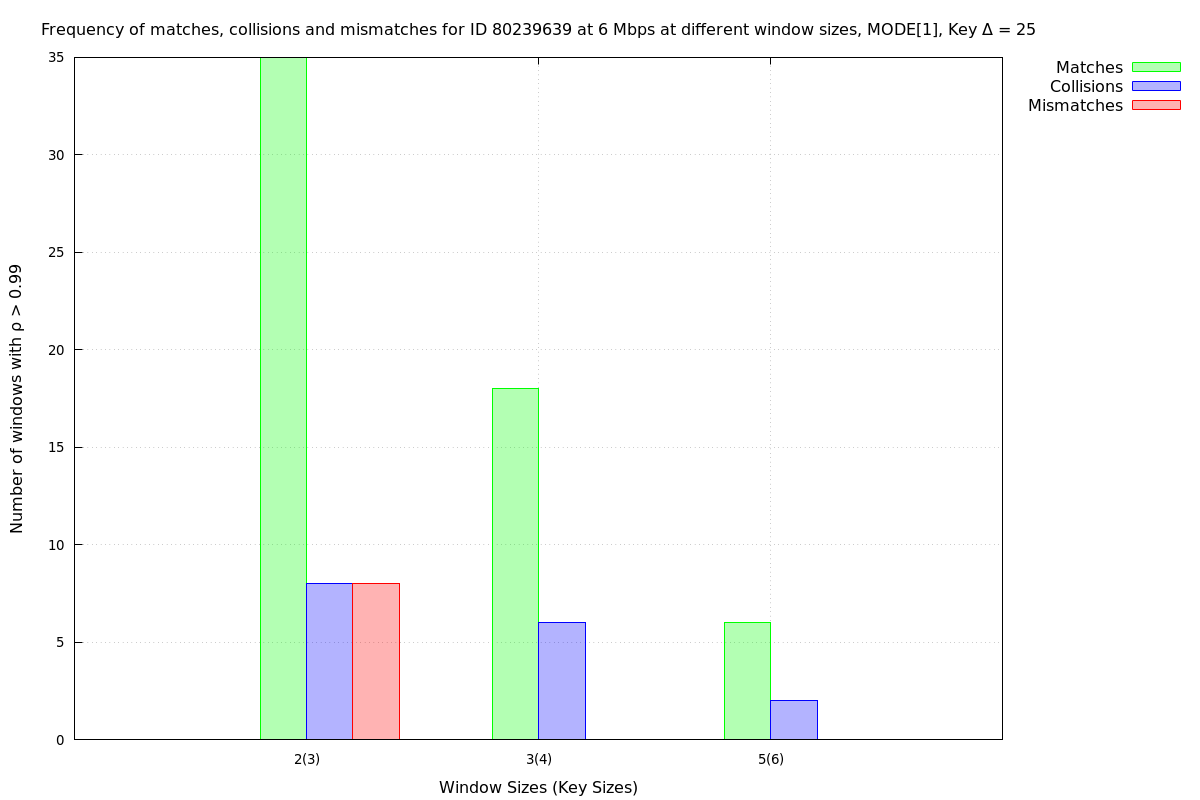 Frequency of matches, collisions and mismatches for ID 80239639 at 6 Mbps at different window sizes, MODE[1], Key Δ = 25
Matches
Collisions
Mismatches
Number of windows with ρ > 0.99
35
30
25
20
15
10
5
0
2(3)
3(4)
5(6)
Window Sizes (Key Sizes)